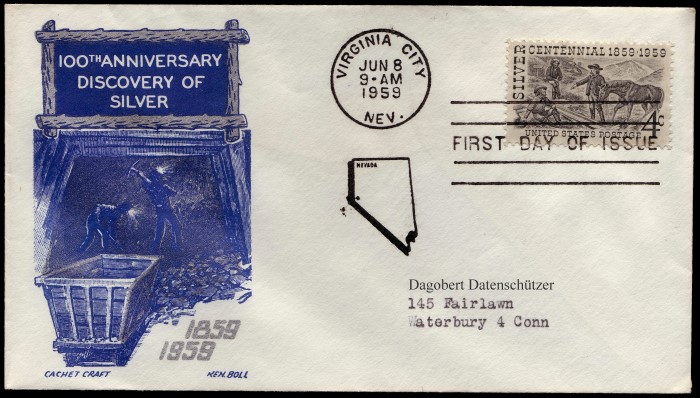 100TH ANNIVERSARY
DISCOVERY OF
SILVER
1859
1959
CACHET CRAFT
KEN. BOLL
VIRGINIA CITY
JUN 8
9-AM
1959
NEV.
SILVER CENTENNIAL 1859·1959
UNITED STATES POSTAGE 4c
FIRST DAY OF ISSUE
NEVADA
Dagobert Datenschützer
145 Fairlawn
Waterbury 4 Conn